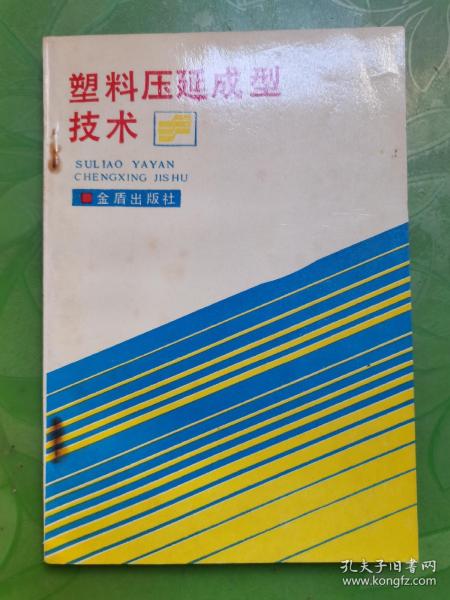 塑料压延成型
技术
SULIAO YAYAN
CHENGXING JISHU
金盾出版社
孔夫子旧书网
www.kongfz.com